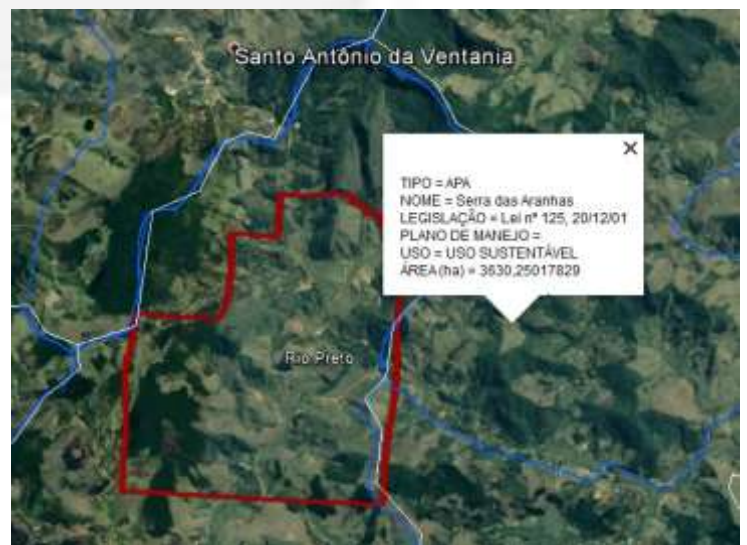 Santo Antônio da Ventania
TIPO = APA
NOME = Serra das Aranhas
LEGISLAÇÃO = Lei nº 125, 20/12/01
PLANO DE MANEJO =
USO = USO SUSTENTÁVEL
ÁREA (ha) = 3630,25017829
Rio Preto